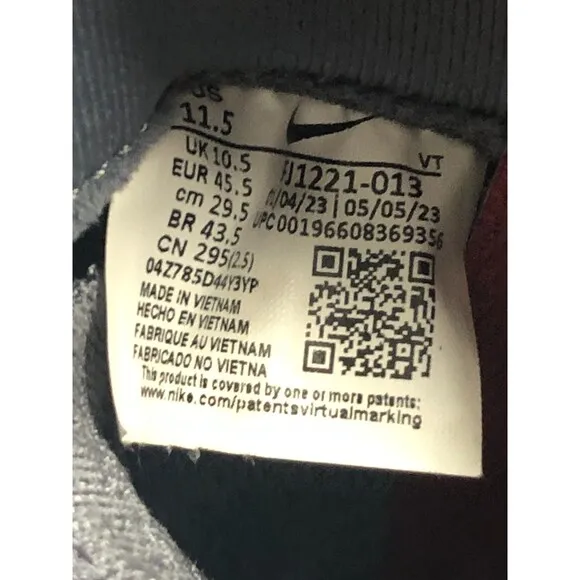 US
11.5
VT
UK 10.5
EUR 45.5
cm 29.5
BR 43.5
CN 295(2.5)
J1221-013
/04/23 | 05/05/23
UPC00196608369356
04Z785D44Y3YP
MADE IN VIETNAM
HECHO EN VIETNAM
FABRIQUE AU VIETNAM
FABRICADO NO VIETNA
This product is covered by one or more patents:
www.nike.com/patentsvirtualmarking